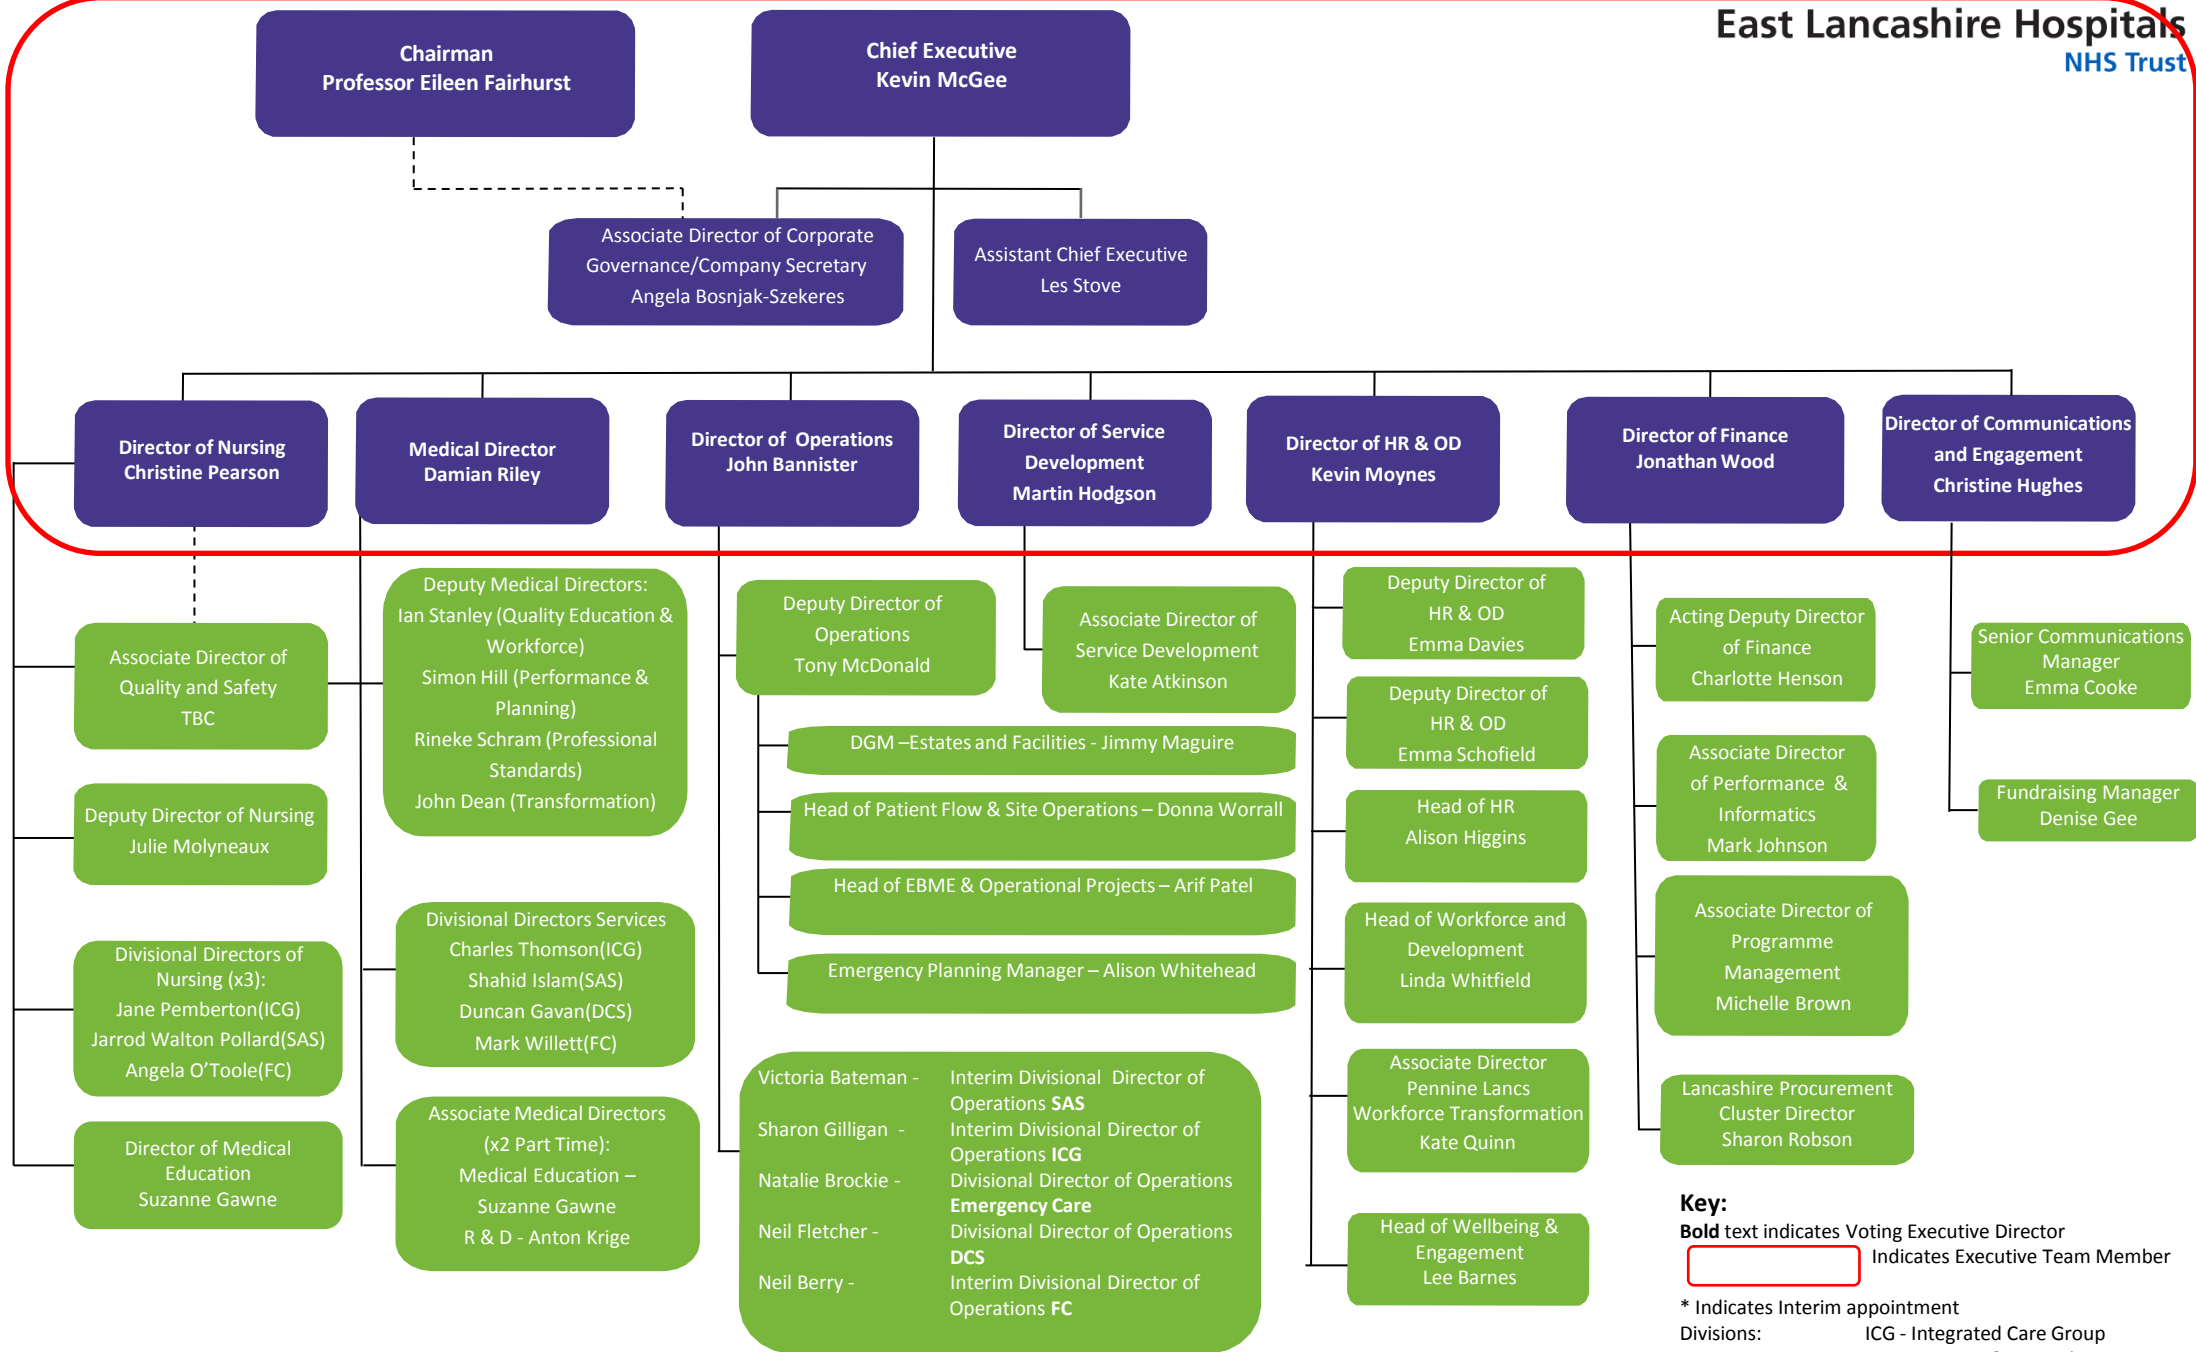 East Lancashire Hospitals
NHS Trust
Chairman
Professor Eileen Fairhurst
Chief Executive
Kevin McGee
Associate Director of Corporate
Governance/Company Secretary
Angela Bosnjak-Szekeres
Assistant Chief Executive
Les Stove
Director of Nursing
Christine Pearson
Medical Director
Damian Riley
Director of Operations
John Bannister
Director of Service
Development
Martin Hodgson
Director of HR & OD
Kevin Moynes
Director of Finance
Jonathan Wood
Director of Communications
and Engagement
Christine Hughes
Associate Director of
Quality and Safety
TBC
Deputy Director of Nursing
Julie Molyneaux
Divisional Directors of
Nursing (x3):
Jane Pemberton(ICG)
Jarrod Walton Pollard(SAS)
Angela O'Toole(FC)
Director of Medical
Education
Suzanne Gawne
Deputy Medical Directors:
Ian Stanley (Quality Education &
Workforce)
Simon Hill (Performance &
Planning)
Rineke Schram (Professional
Standards)
John Dean (Transformation)
Divisional Directors Services
Charles Thomson(ICG)
Shahid Islam(SAS)
Duncan Gavan(DCS)
Mark Willett(FC)
Associate Medical Directors
(x2 Part Time):
Medical Education –
Suzanne Gawne
R & D - Anton Krige
Deputy Director of
Operations
Tony McDonald
DGM –Estates and Facilities - Jimmy Maguire
Head of Patient Flow & Site Operations – Donna Worrall
Head of EBME & Operational Projects – Arif Patel
Emergency Planning Manager – Alison Whitehead
Victoria Bateman - Interim Divisional Director of
Operations SAS
Sharon Gilligan - Interim Divisional Director of
Operations ICG
Natalie Brockie - Divisional Director of Operations
Emergency Care
Neil Fletcher - Divisional Director of Operations
DCS
Neil Berry - Interim Divisional Director of
Operations FC
Associate Director of
Service Development
Kate Atkinson
Deputy Director of
HR & OD
Emma Davies
Deputy Director of
HR & OD
Emma Schofield
Head of HR
Alison Higgins
Head of Workforce and
Development
Linda Whitfield
Associate Director
Pennine Lancs
Workforce Transformation
Kate Quinn
Head of Wellbeing &
Engagement
Lee Barnes
Acting Deputy Director
of Finance
Charlotte Henson
Associate Director
of Performance &
Informatics
Mark Johnson
Associate Director of
Programme
Management
Michelle Brown
Lancashire Procurement
Cluster Director
Sharon Robson
Senior Communications
Manager
Emma Cooke
Fundraising Manager
Denise Gee
Key:
Bold text indicates Voting Executive Director
Indicates Executive Team Member
* Indicates Interim appointment
Divisions: ICG - Integrated Care Group